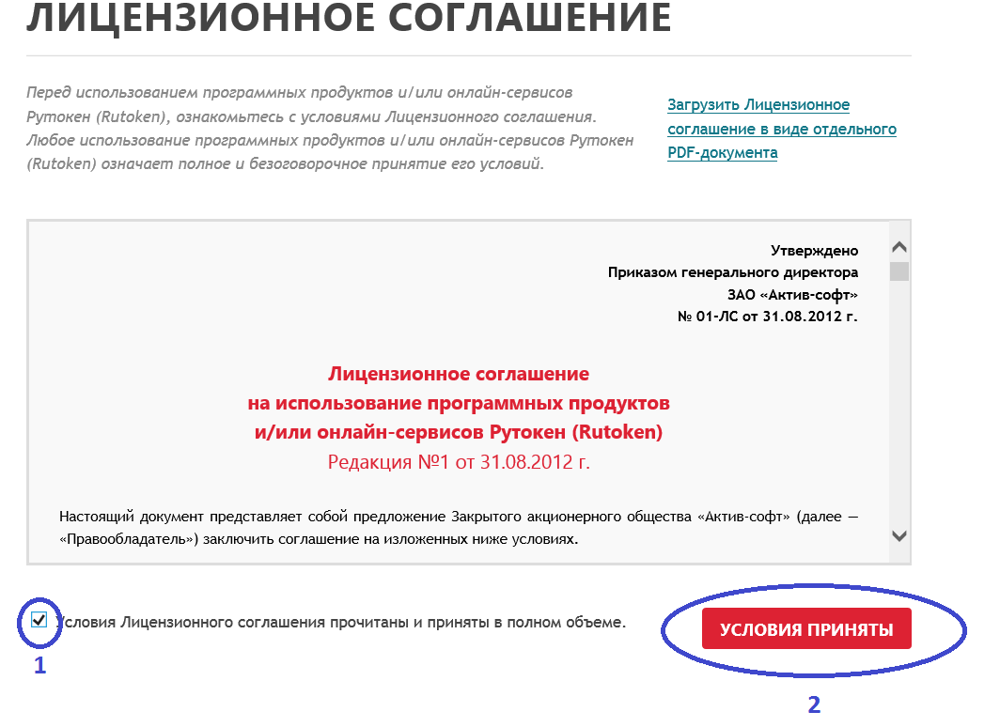 ЛИЦЕНЗИОННОЕ СОГЛАШЕНИЕ
Перед использованием программных продуктов и/или онлайн-сервисов
Рутокен (Rutoken), ознакомьтесь с условиями Лицензионного соглашения.
Любое использование программных продуктов и/или онлайн-сервисов Рутокен
(Rutoken) означает полное и безоговорочное принятие его условий.
Загрузить Лицензионное
соглашение в виде отдельного
PDF-документа
Утверждено
Приказом генерального директора
ЗАО «Актив-софт»
№ 01-ЛС от 31.08.2012 г.
Лицензионное соглашение
на использование программных продуктов
и/или онлайн-сервисов Рутокен (Rutoken)
Редакция №1 от 31.08.2012 г.
Настоящий документ представляет собой предложение Закрытого акционерного общества «Актив-софт» (далее —
«Правообладатель») заключить соглашение на изложенных ниже условиях.
Условия Лицензионного соглашения прочитаны и приняты в полном объеме.
УСЛОВИЯ ПРИНЯТЫ
1
2